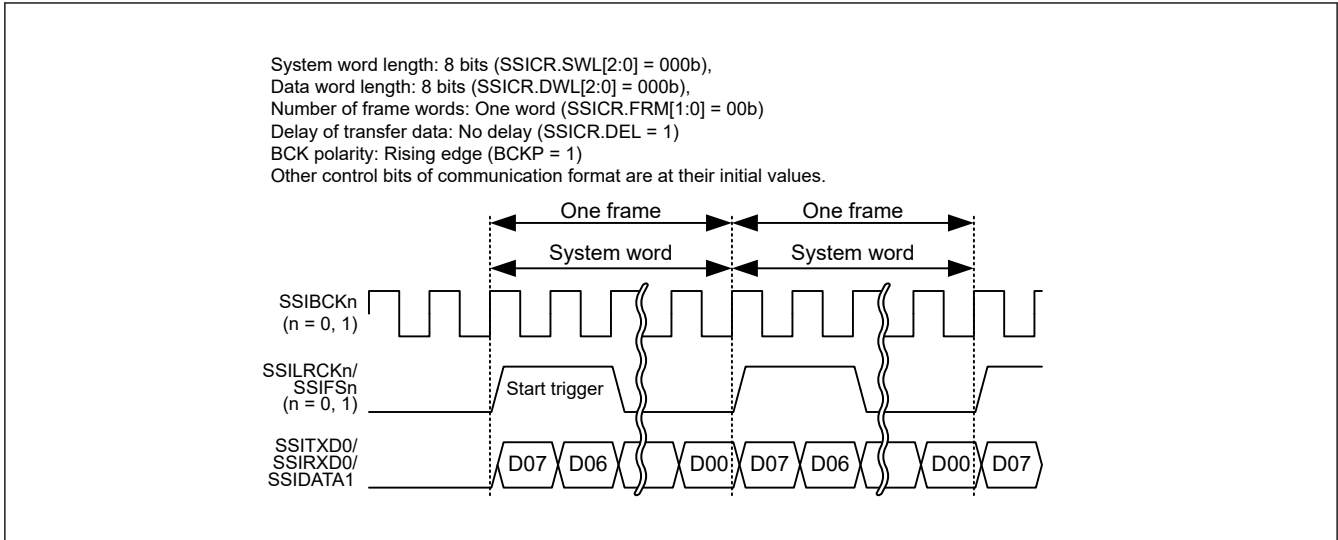 System word length: 8 bits (SSICR.SWL[2:0] = 000b),
Data word length: 8 bits (SSICR.DWL[2:0] = 000b),
Number of frame words: One word (SSICR.FRM[1:0] = 00b)
Delay of transfer data: No delay (SSICR.DEL = 1)
BCK polarity: Rising edge (BCKP = 1)
Other control bits of communication format are at their initial values.
One frame One frame
System word System word
SSIBCKn
(n = 0, 1)
SSILRCKn/
SSIFSn
(n = 0, 1)
Start trigger
SSITXD0/
SSIRXD0/
SSIDATA1
D07 D06 D00 D07 D06 D00 D07